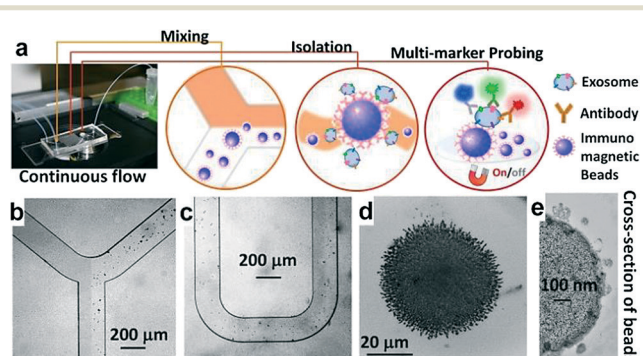 a
Mixing
Isolation
Multi-marker Probing
Exosome
Antibody
Immuno
magnetic
Beads
On/off
Continuous flow
b
200 μm
c
200 μm
d
20 μm
e
100 nm
Cross-section of bead